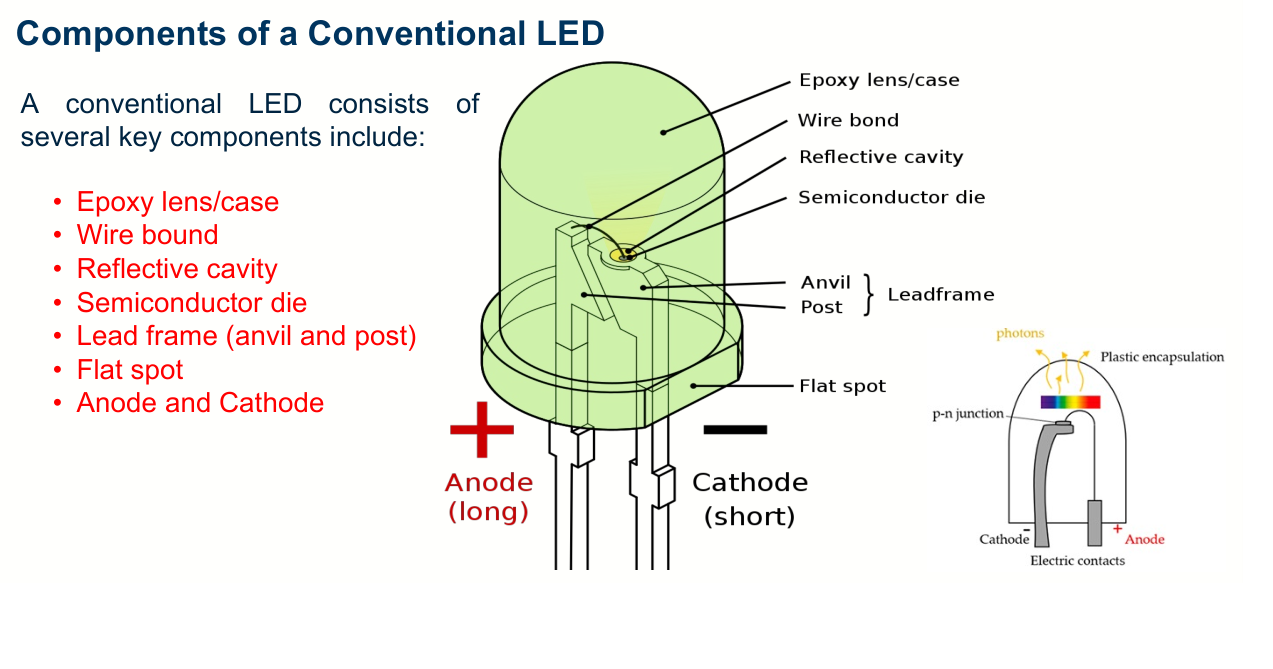 Components of a Conventional LED
A conventional LED consists of
several key components include:
• Epoxy lens/case
• Wire bound
• Reflective cavity
• Semiconductor die
• Lead frame (anvil and post)
• Flat spot
• Anode and Cathode
Epoxy lens/case
Wire bond
Reflective cavity
Semiconductor die
Anvil
Post
} Leadframe
Flat spot
+
Anode
(long)
−
Cathode
(short)
photons
Plastic encapsulation
p-n junction
−
Cathode
+
Anode
Electric contacts